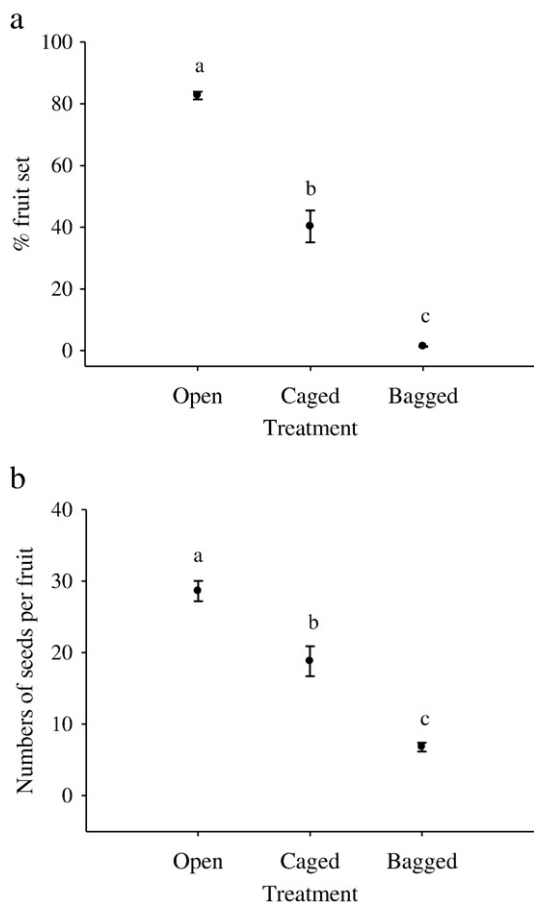 a
100
80
60
40
20
0
% fruit set
a
b
c
Open Caged Bagged
Treatment
b
40
30
20
10
0
Numbers of seeds per fruit
a
b
c
Open Caged Bagged
Treatment